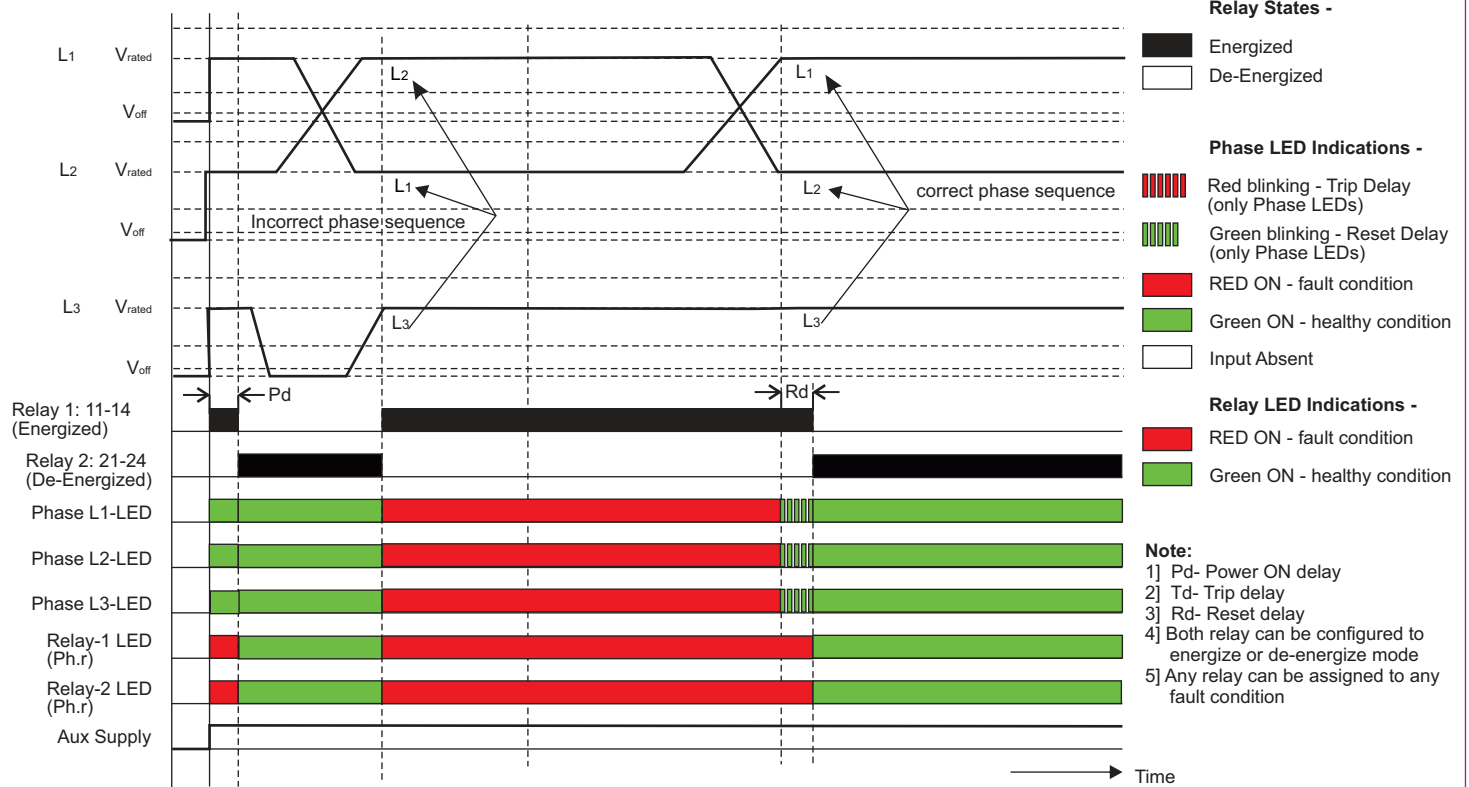 L1 Vrated
Voff
L2 Vrated
Voff
L3 Vrated
Voff
L2
L1
Incorrect phase sequence
L3
L1
L2
correct phase sequence
L3
Pd
Rd
Relay 1: 11-14
(Energized)
Relay 2: 21-24
(De-Energized)
Phase L1-LED
Phase L2-LED
Phase L3-LED
Relay-1 LED
(Ph.r)
Relay-2 LED
(Ph.r)
Aux Supply
Time
Relay States -
Energized
De-Energized
Phase LED Indications -
Red blinking - Trip Delay
(only Phase LEDs)
Green blinking - Reset Delay
(only Phase LEDs)
RED ON - fault condition
Green ON - healthy condition
Input Absent
Relay LED Indications -
RED ON - fault condition
Green ON - healthy condition
Note:
1] Pd- Power ON delay
2] Td- Trip delay
3] Rd- Reset delay
4] Both relay can be configured to
energize or de-energize mode
5] Any relay can be assigned to any
fault condition